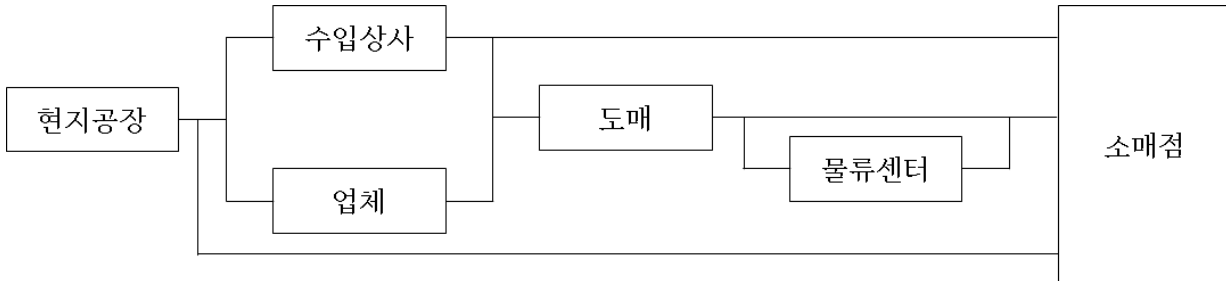 수입상사
현지공장
도매
물류센터
소매점
업체